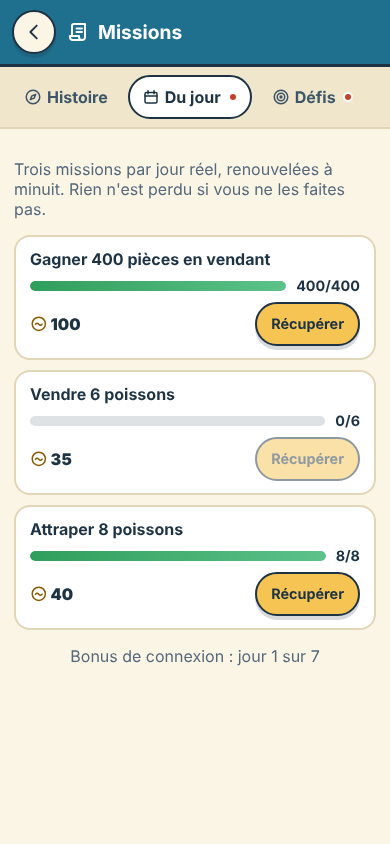 Missions
Histoire
Du jour
Défis
Trois missions par jour réel, renouvelées à
minuit. Rien n'est perdu si vous ne les faites
pas.
Gagner 400 pièces en vendant
400/400
100
Récupérer
Vendre 6 poissons
0/6
35
Récupérer
Attraper 8 poissons
8/8
40
Récupérer
Bonus de connexion : jour 1 sur 7